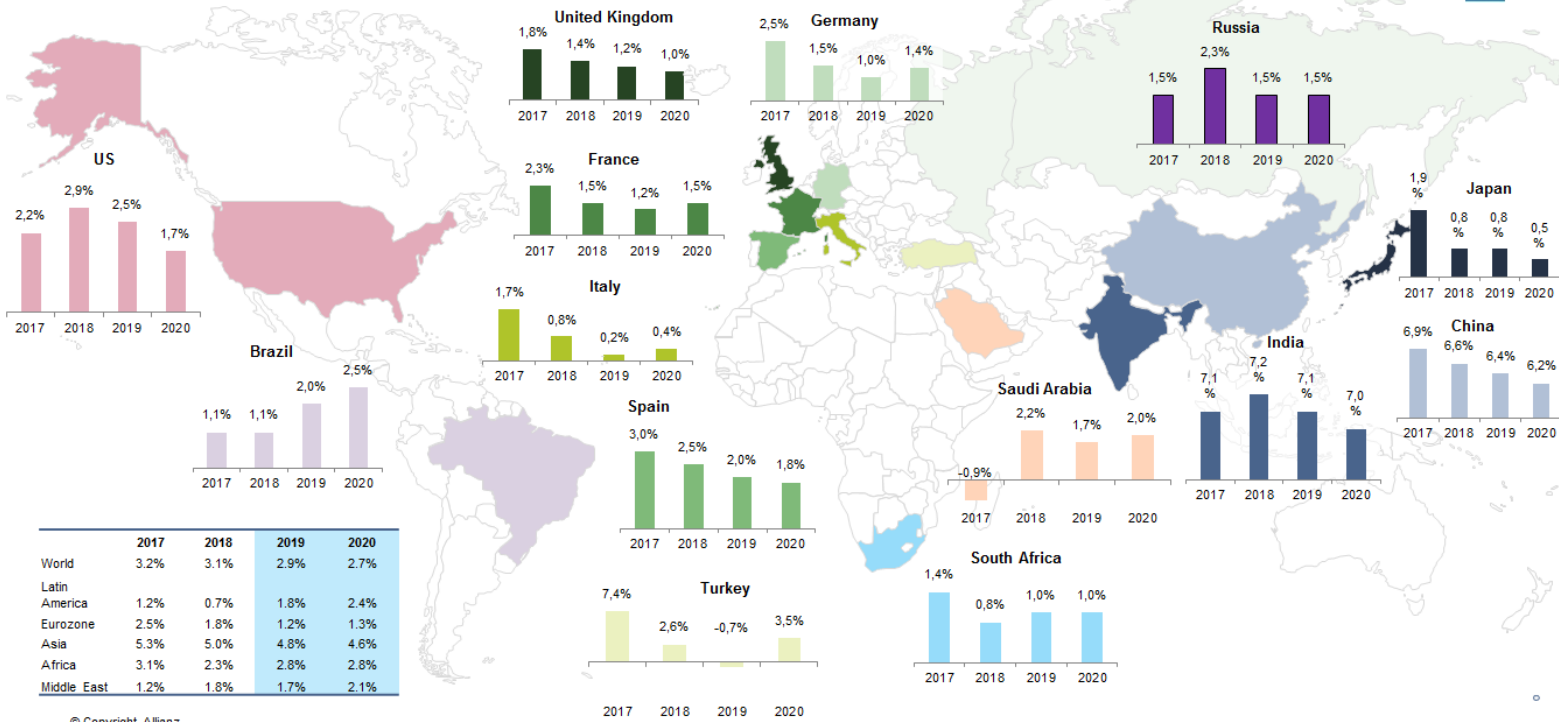 United Kingdom
1,8%
1,4%
1,2%
1,0%
2017 2018 2019 2020
Germany
2,5%
1,5%
1,0%
1,4%
2017 2018 2019 2020
Russia
1,5%
2,3%
1,5%
1,5%
2017 2018 2019 2020
US
2,2%
2,9%
2,5%
1,7%
2017 2018 2019 2020
France
2,3%
1,5%
1,2%
1,5%
2017 2018 2019 2020
Japan
1,9
%
0,8
%
0,8
%
0,5
%
2017 2018 2019 2020
Italy
1,7%
0,8%
0,2%
0,4%
2017 2018 2019 2020
China
6,9%
6,6%
6,4%
6,2%
2017 2018 2019 2020
Brazil
1,1%
1,1%
2,0%
2,5%
2017 2018 2019 2020
India
7,1
%
7,2
%
7,1
%
7,0
%
2017 2018 2019 2020
Saudi Arabia
-0,9%
2,2%
1,7%
2,0%
2017 2018 2019 2020
Spain
3,0%
2,5%
2,0%
1,8%
2017 2018 2019 2020
South Africa
1,4%
0,8%
1,0%
1,0%
2017 2018 2019 2020
Turkey
7,4%
2,6%
-0,7%
3,5%
2017 2018 2019 2020
2017 2018 2019 2020
World 3.2% 3.1% 2.9% 2.7%
Latin
America 1.2% 0.7% 1.8% 2.4%
Eurozone 2.5% 1.8% 1.2% 1.3%
Asia 5.3% 5.0% 4.8% 4.6%
Africa 3.1% 2.3% 2.8% 2.8%
Middle East 1.2% 1.8% 1.7% 2.1%
© Copyright Allianz